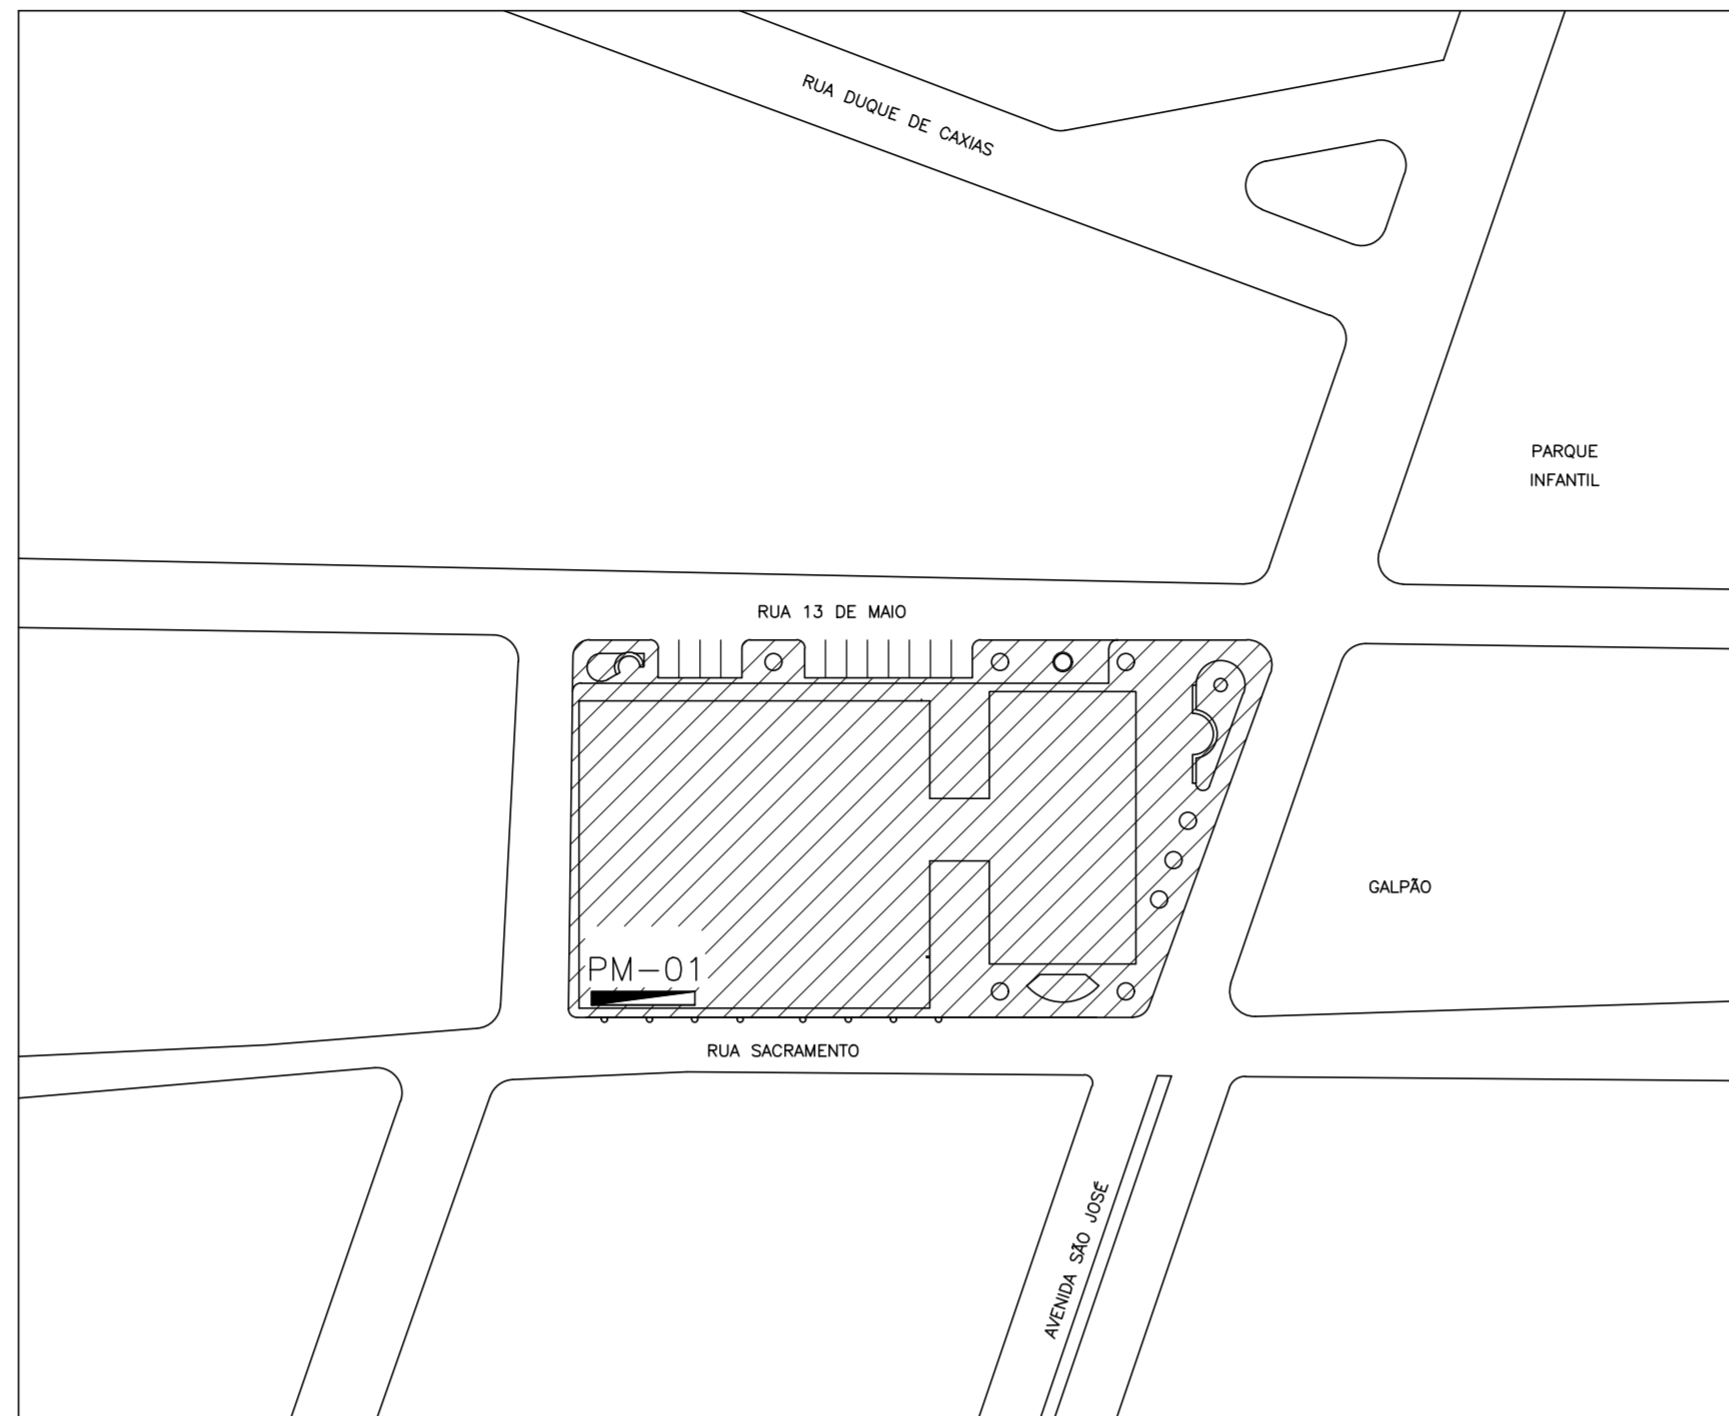 RUA DUQUE DE CAXIAS
PARQUE
INFANTIL
RUA 13 DE MAIO
GALPÃO
PM-01
RUA SACRAMENTO
AVENIDA SÃO JOSÉ